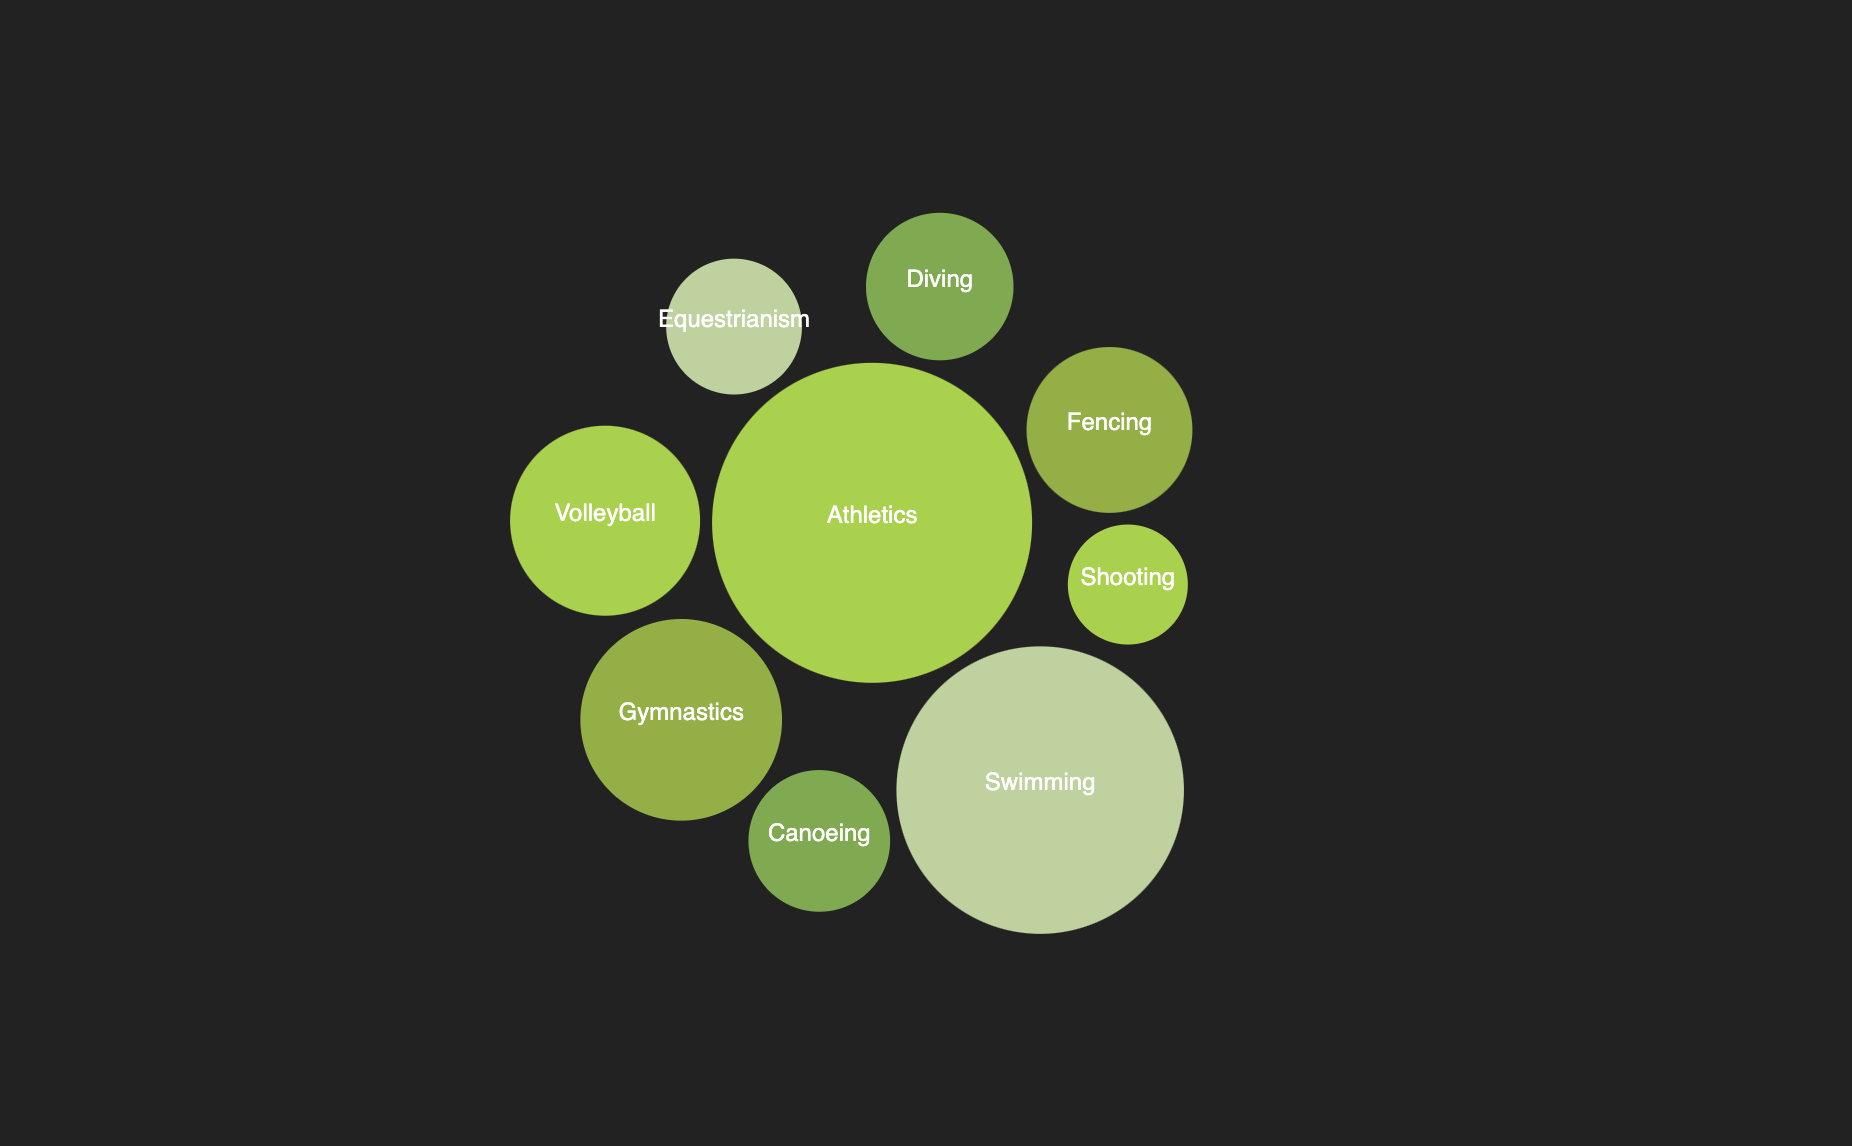 Diving
Equestrianism
Fencing
Volleyball
Athletics
Shooting
Gymnastics
Swimming
Canoeing